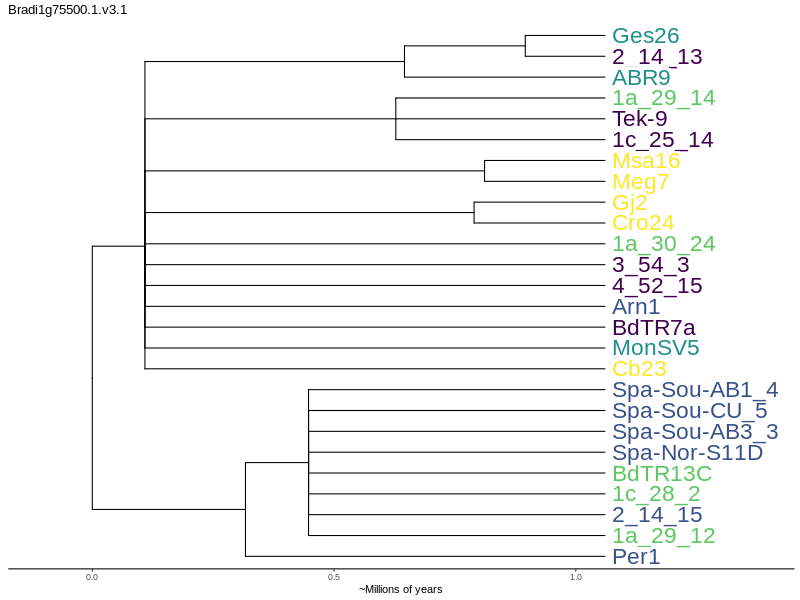 Bradi1g75500.1.v3.1
Ges26
2_14_13
ABR9
1a_29_14
Tek-9
1c_25_14
Msa16
Meg7
Gj2
Cro24
1a_30_24
3_54_3
4_52_15
Arn1
BdTR7a
MonSV5
Cb23
Spa-Sou-AB1_4
Spa-Sou-CU_5
Spa-Sou-AB3_3
Spa-Nor-S11D
BdTR13C
1c_28_2
2_14_15
1a_29_12
Per1
0.0 0.5 1.0
~Millions of years